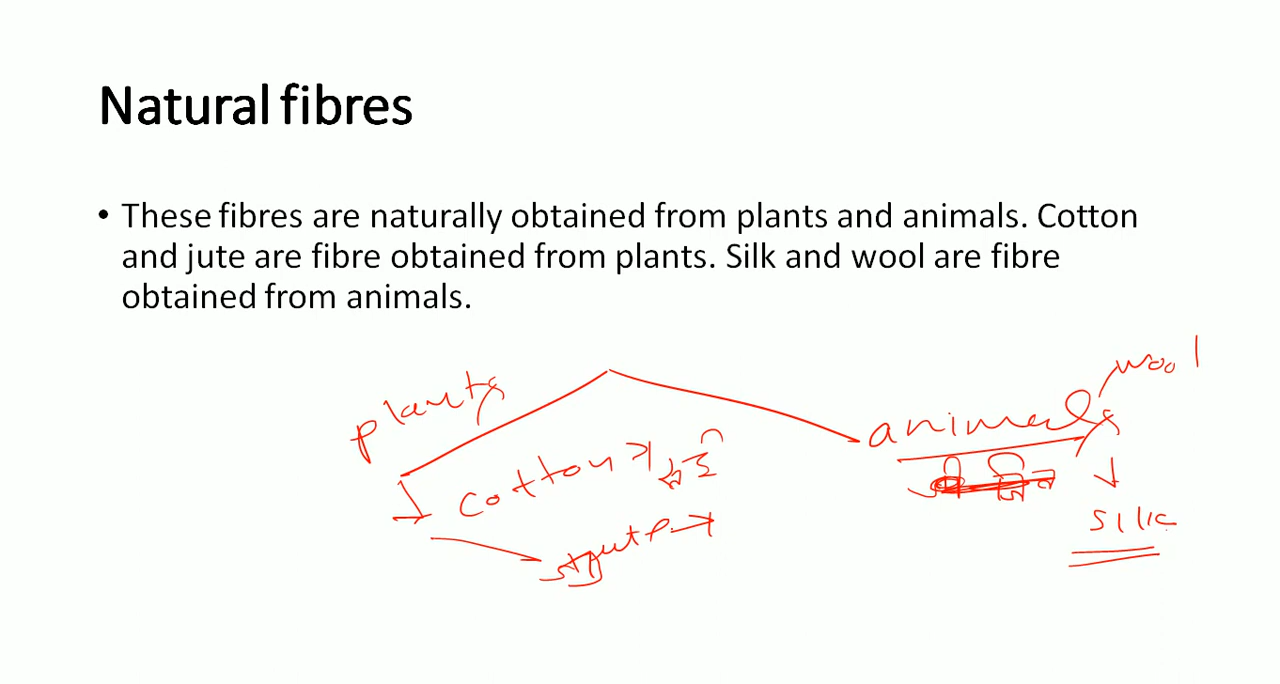 Natural fibres
• These fibres are naturally obtained from plants and animals. Cotton
and jute are fibre obtained from plants. Silk and wool are fibre
obtained from animals.
wool
plants
animals
cotton
silk
jute